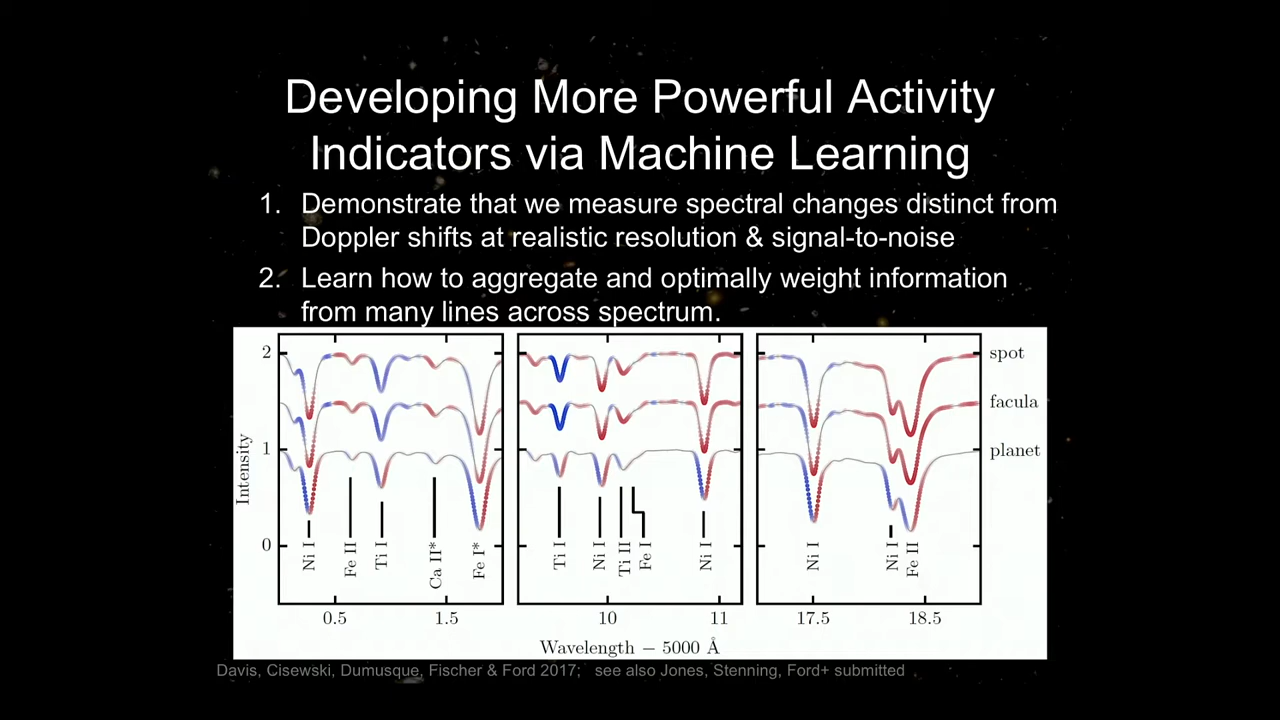 Developing More Powerful Activity
Indicators via Machine Learning
1. Demonstrate that we measure spectral changes distinct from
Doppler shifts at realistic resolution & signal-to-noise
2. Learn how to aggregate and optimally weight information
from many lines across spectrum.
2
1
0
Intensity
spot
facula
planet
Ni I
Fe II
Ti I
Ca II*
Fe I*
Ti I
Ni I
Ti II
Fe I
Ni I
Ni I
Ni I
Fe II
0.5
1.5
10
11
17.5
18.5
Wavelength − 5000 Å
Davis, Cisewski, Dumusque, Fischer & Ford 2017; see also Jones, Stenning, Ford+ submitted